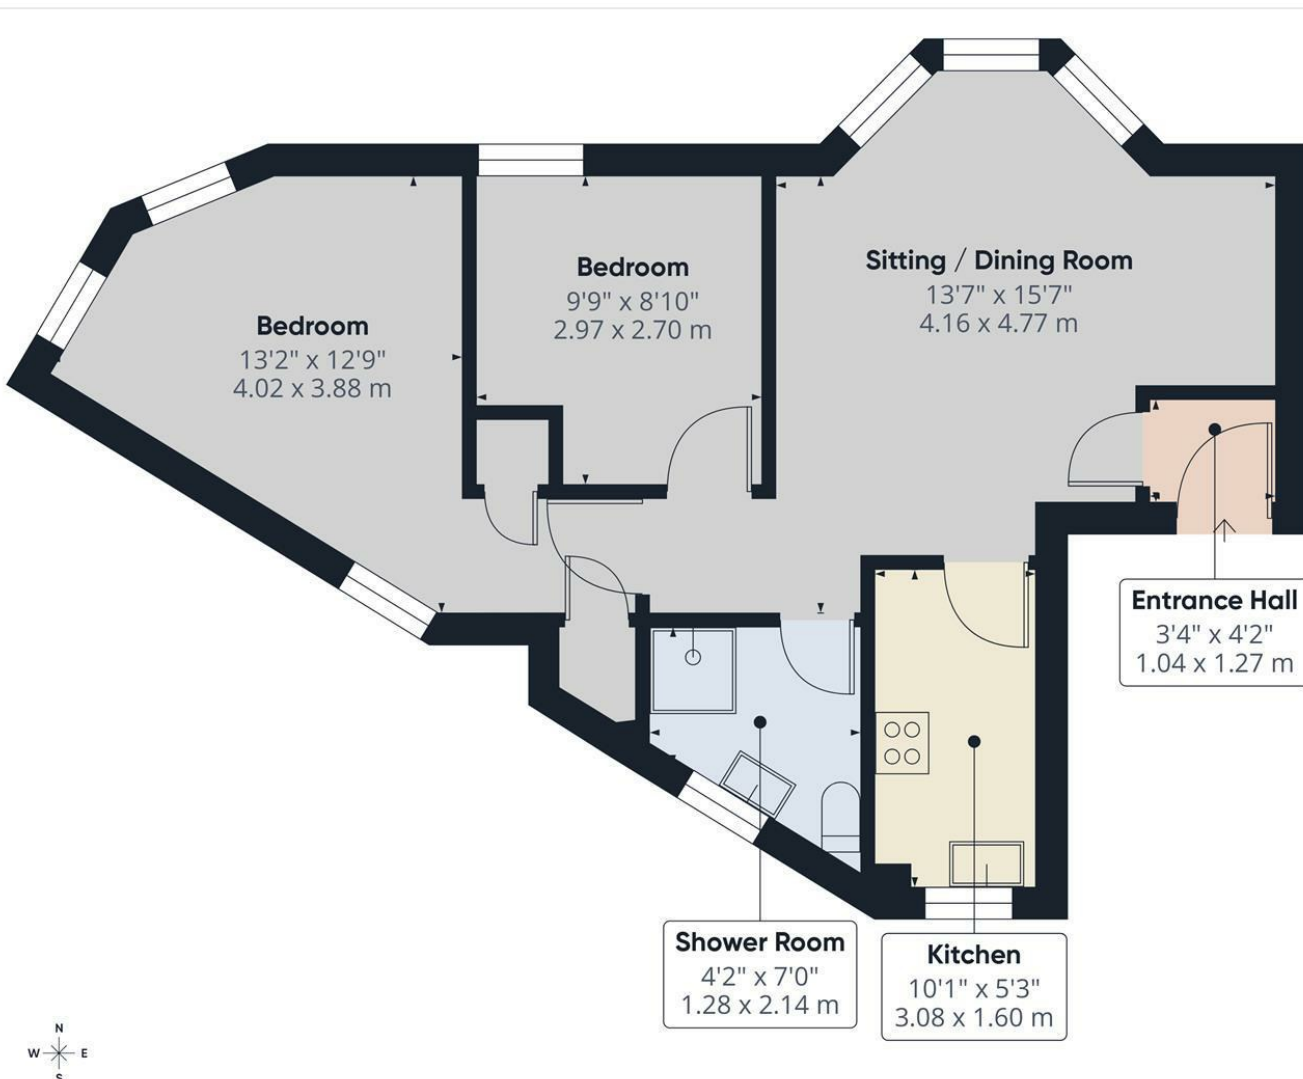 Sitting / Dining Room
13'7" x 15'7"
4.16 x 4.77 m
Bedroom
9'9" x 8'10"
2.97 x 2.70 m
Bedroom
13'2" x 12'9"
4.02 x 3.88 m
Entrance Hall
3'4" x 4'2"
1.04 x 1.27 m
Shower Room
4'2" x 7'0"
1.28 x 2.14 m
Kitchen
10'1" x 5'3"
3.08 x 1.60 m
N
W E
S